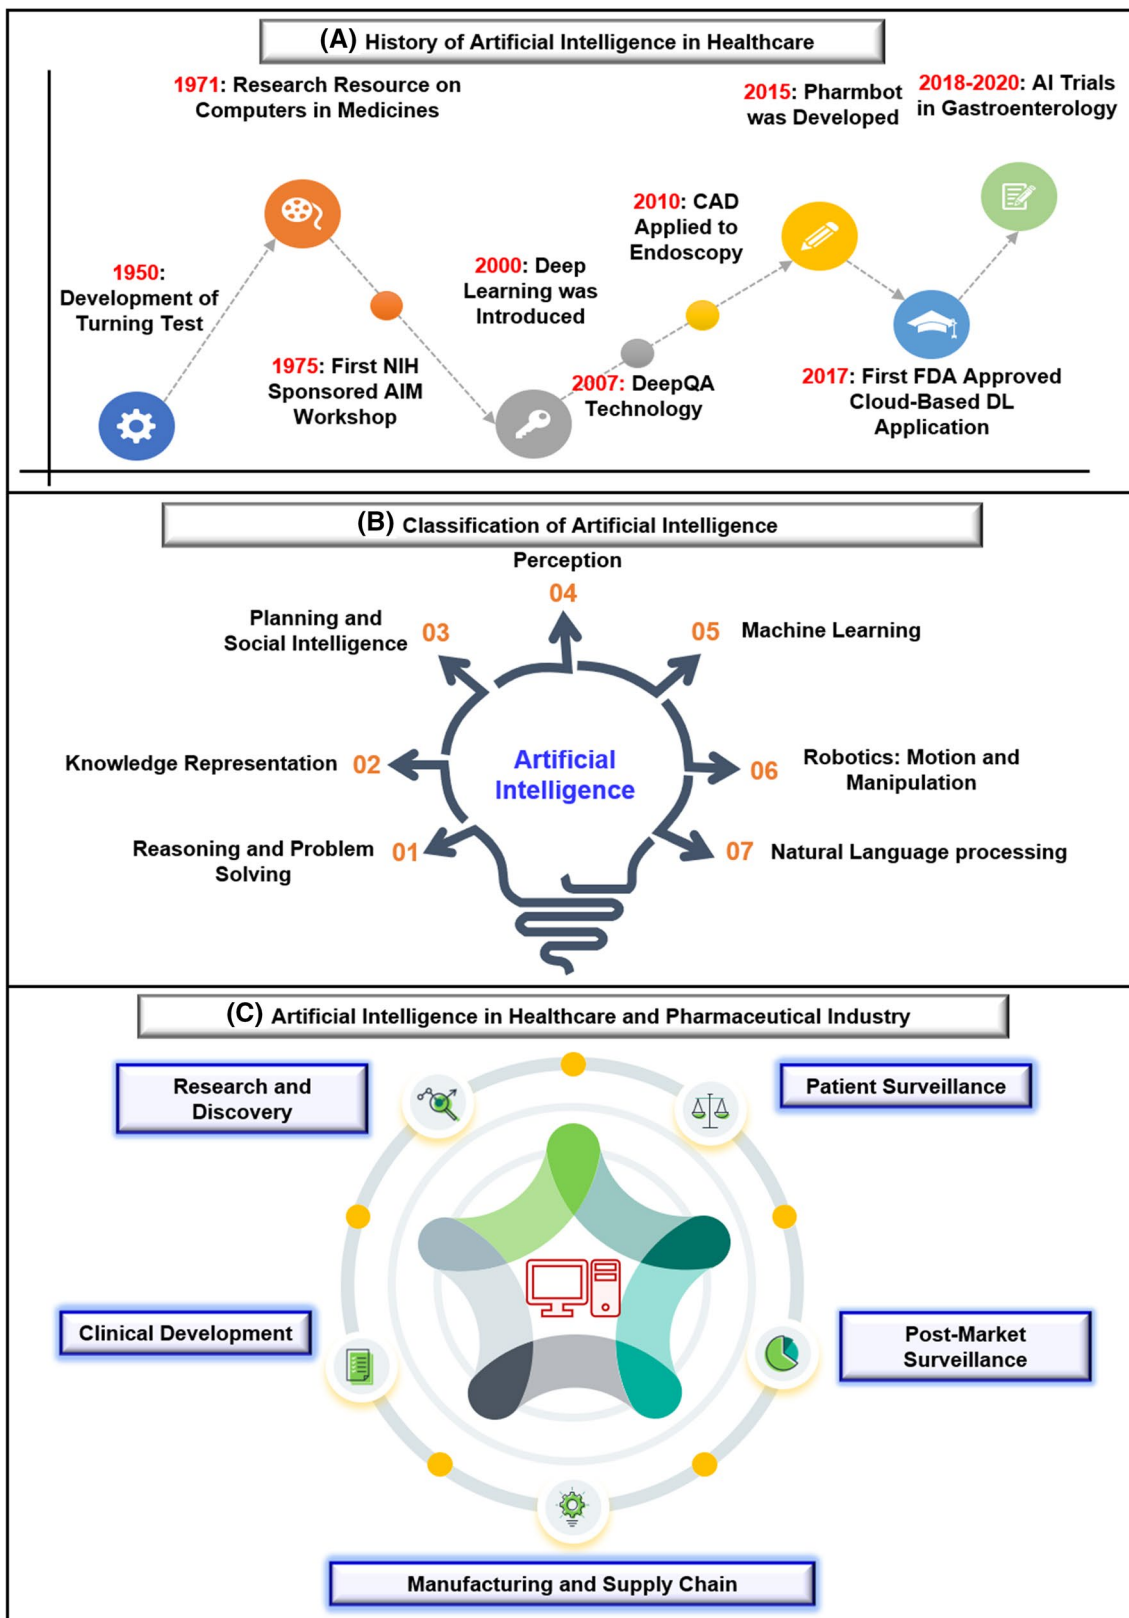 (A) History of Artificial Intelligence in Healthcare
1950:
Development of
Turning Test
1971: Research Resource on
Computers in Medicines
1975: First NIH
Sponsored AIM
Workshop
2000: Deep
Learning was
Introduced
2007: DeepQA
Technology
2010: CAD
Applied to
Endoscopy
2015: Pharmbot
was Developed
2017: First FDA Approved
Cloud-Based DL
Application
2018-2020: AI Trials
in Gastroenterology
(B) Classification of Artificial Intelligence
Artificial
Intelligence
01 Reasoning and Problem
Solving
02 Knowledge Representation
03 Planning and
Social Intelligence
04 Perception
05 Machine Learning
06 Robotics: Motion and
Manipulation
07 Natural Language processing
(C) Artificial Intelligence in Healthcare and Pharmaceutical Industry
Research and
Discovery
Patient Surveillance
Clinical Development
Post-Market
Surveillance
Manufacturing and Supply Chain